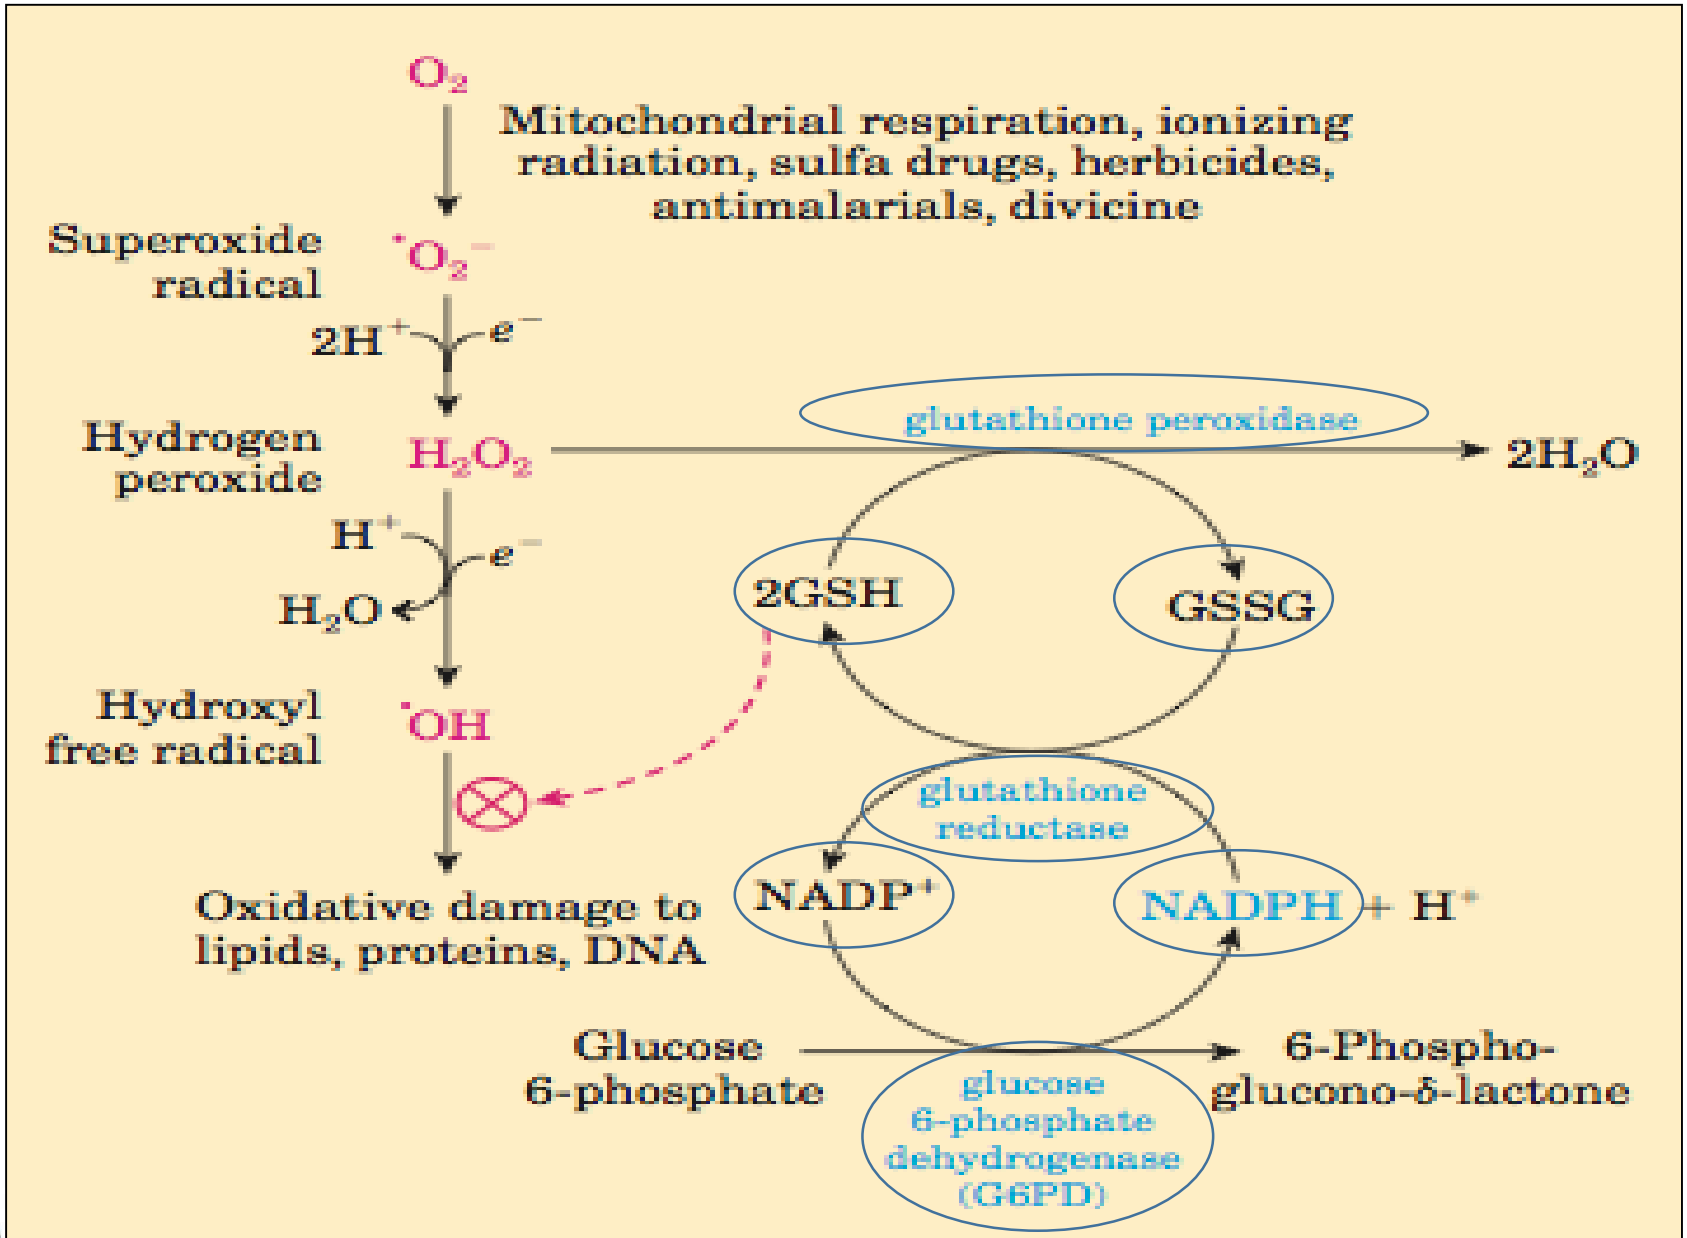 O₂
Mitochondrial respiration, ionizing
radiation, sulfa drugs, herbicides,
antimalarials, divicine
Superoxide
radical
•O₂⁻
2H⁺
e⁻
glutathione peroxidase
Hydrogen
peroxide
H₂O₂
2H₂O
H⁺
e⁻
H₂O
2GSH
GSSG
Hydroxyl
free radical
•OH
glutathione
reductase
NADP⁺
NADPH + H⁺
Oxidative damage to
lipids, proteins, DNA
Glucose
6-phosphate
6-Phospho-
glucono-δ-lactone
glucose
6-phosphate
dehydrogenase
(G6PD)